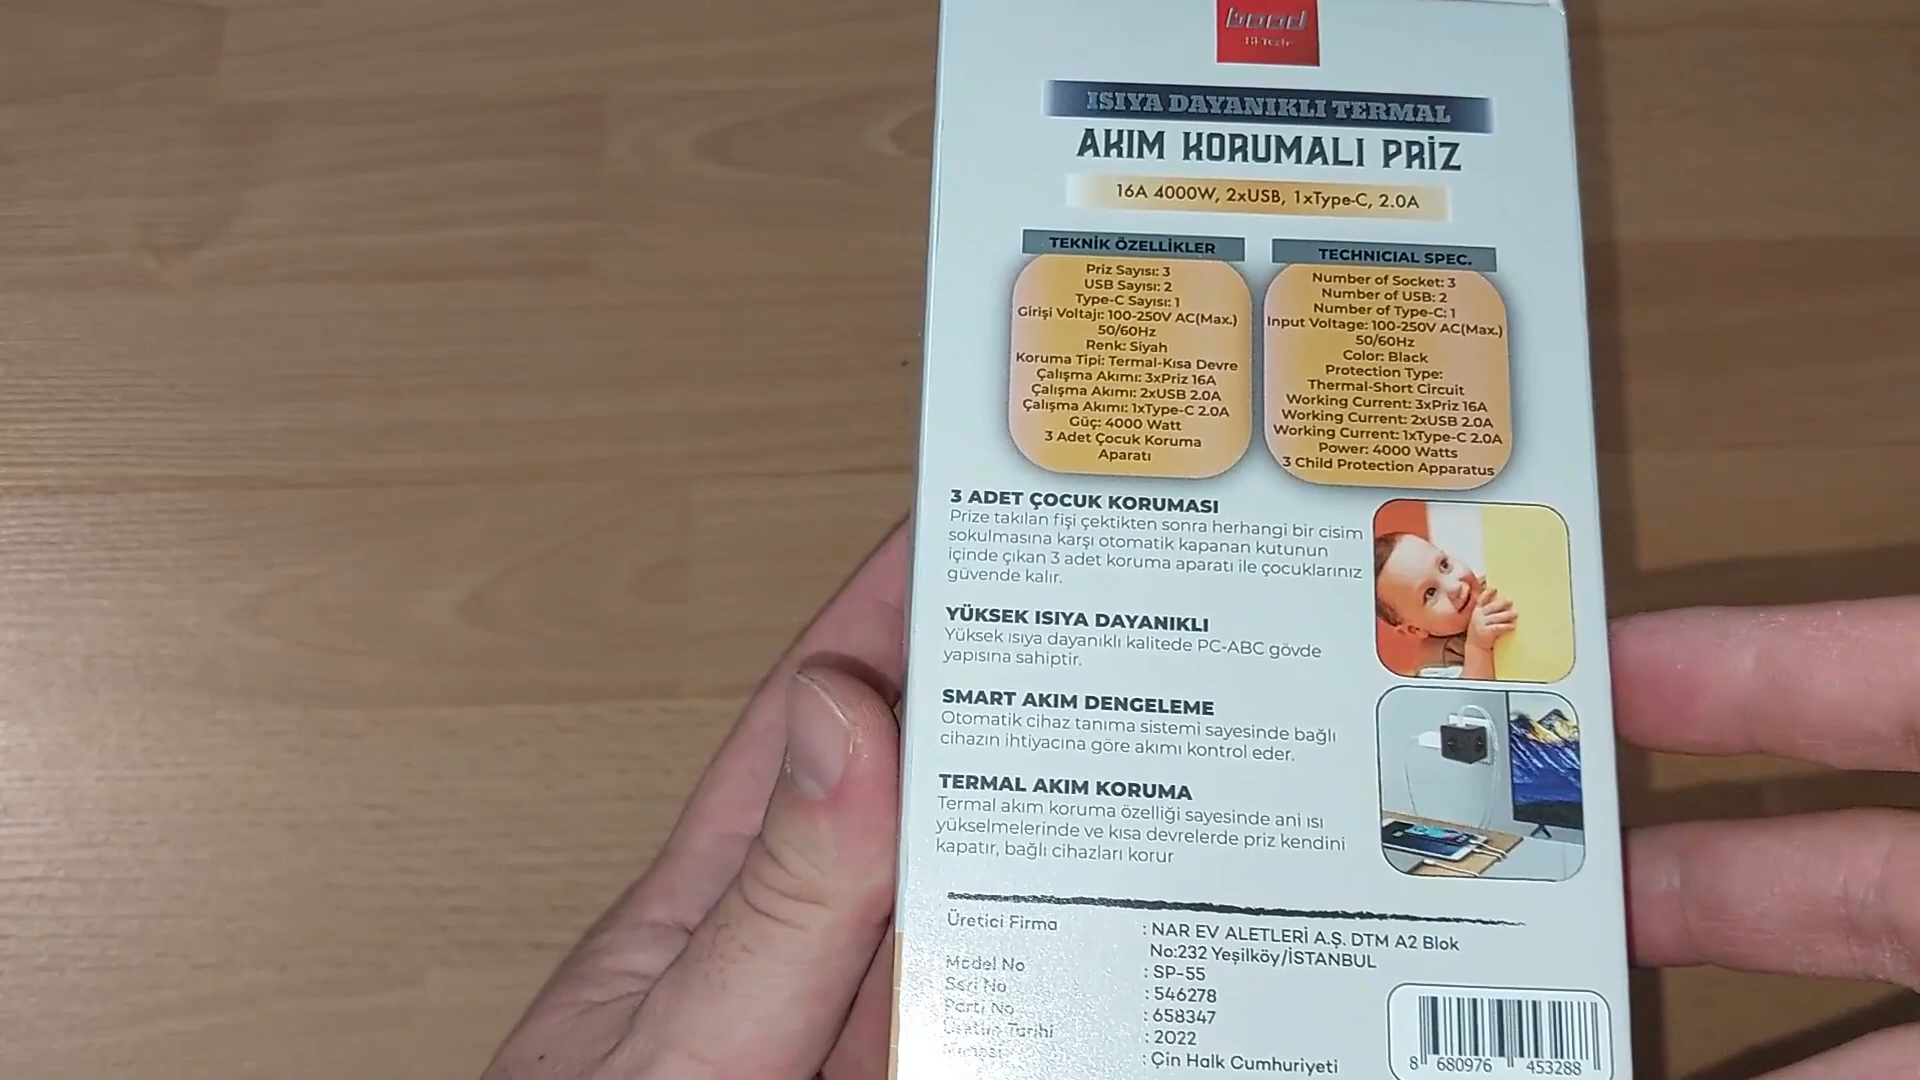 bood
Hi-Tech
ISIYA DAYANIKLI TERMAL
AKIM KORUMALI PRİZ
16A 4000W, 2xUSB, 1xType-C, 2.0A
TEKNİK ÖZELLİKLER
Priz Sayısı: 3
USB Sayısı: 2
Type-C Sayısı: 1
Girişi Voltajı: 100-250V AC(Max.)
50/60Hz
Renk: Siyah
Koruma Tipi: Termal-Kısa Devre
Çalışma Akımı: 3xPriz 16A
Çalışma Akımı: 2xUSB 2.0A
Çalışma Akımı: 1xType-C 2.0A
Güç: 4000 Watt
3 Adet Çocuk Koruma
Aparatı
TECHNICIAL SPEC.
Number of Socket: 3
Number of USB: 2
Number of Type-C: 1
Input Voltage: 100-250V AC(Max.)
50/60Hz
Color: Black
Protection Type:
Thermal-Short Circuit
Working Current: 3xPriz 16A
Working Current: 2xUSB 2.0A
Working Current: 1xType-C 2.0A
Power: 4000 Watts
3 Child Protection Apparatus
3 ADET ÇOCUK KORUMASI
Prize takılan fişi çektikten sonra herhangi bir cisim
sokulmasına karşı otomatik kapanan kutunun
içinde çıkan 3 adet koruma aparatı ile çocuklarınız
güvende kalır.
YÜKSEK ISIYA DAYANIKLI
Yüksek ısıya dayanıklı kalitede PC-ABC gövde
yapısına sahiptir.
SMART AKIM DENGELEME
Otomatik cihaz tanıma sistemi sayesinde bağlı
cihazın ihtiyacına göre akımı kontrol eder.
TERMAL AKIM KORUMA
Termal akım koruma özelliği sayesinde ani ısı
yükselmelerinde ve kısa devrelerde priz kendini
kapatır, bağlı cihazları korur
Üretici Firma : NAR EV ALETLERİ A.Ş. DTM A2 Blok
No:232 Yeşilköy/İSTANBUL
Model No : SP-55
Seri No : 546278
Parti No : 658347
Üretim Tarihi : 2022
Menşei : Çin Halk Cumhuriyeti
8 680976 453288